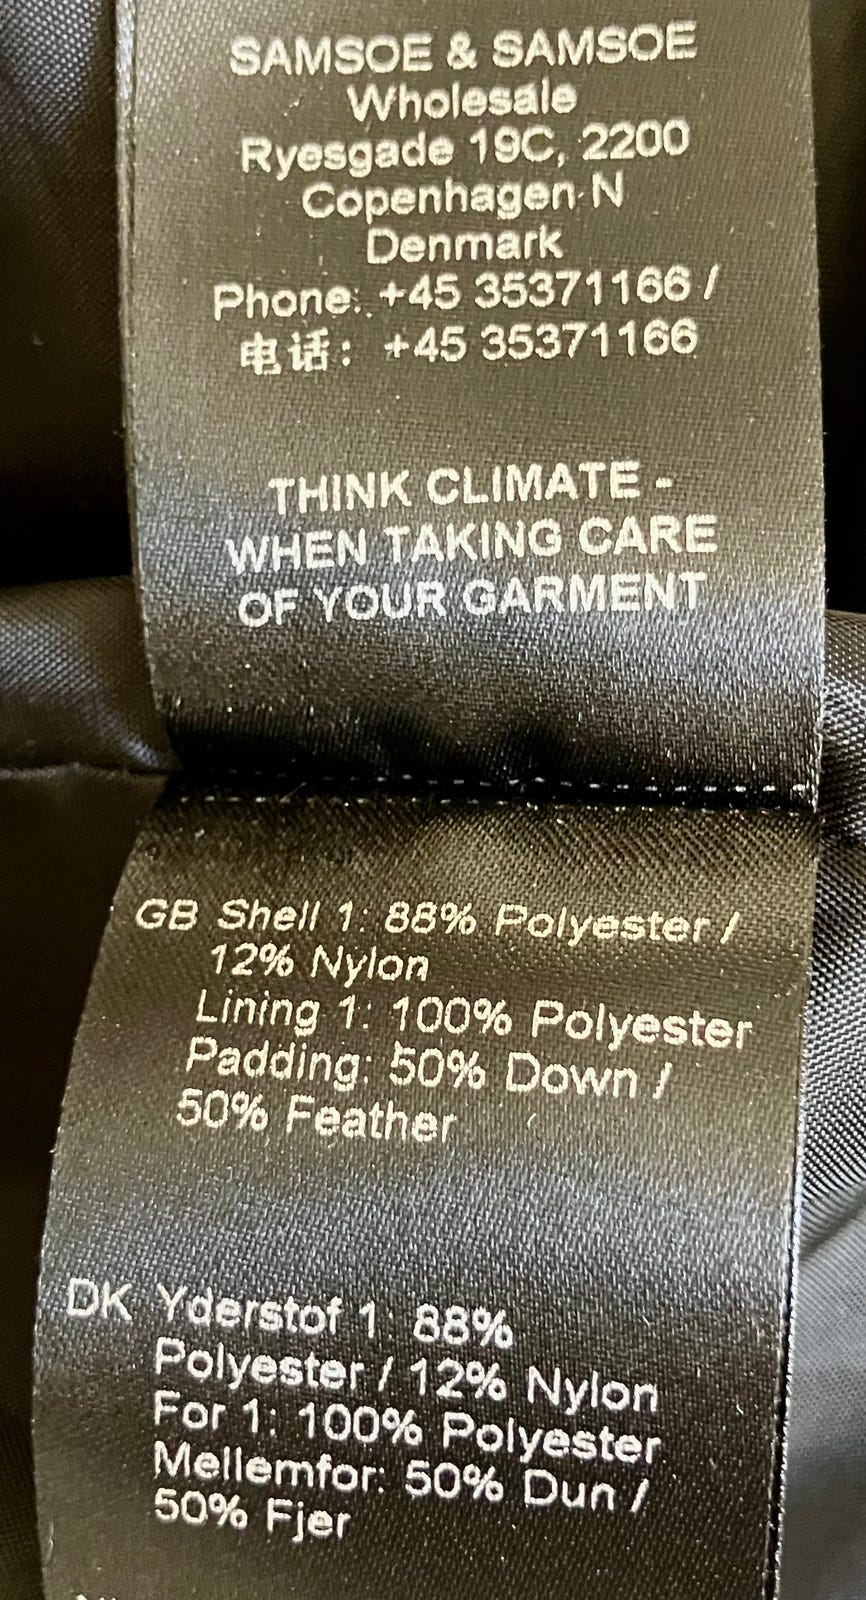 SAMSOE & SAMSOE
Wholesale
Ryesgade 19C, 2200
Copenhagen N
Denmark
Phone: +45 35371166 /
电话: +45 35371166
THINK CLIMATE -
WHEN TAKING CARE
OF YOUR GARMENT
GB Shell 1: 88% Polyester /
12% Nylon
Lining 1: 100% Polyester
Padding: 50% Down /
50% Feather
DK Yderstof 1: 88%
Polyester / 12% Nylon
For 1: 100% Polyester
Mellemfor: 50% Dun /
50% Fjer